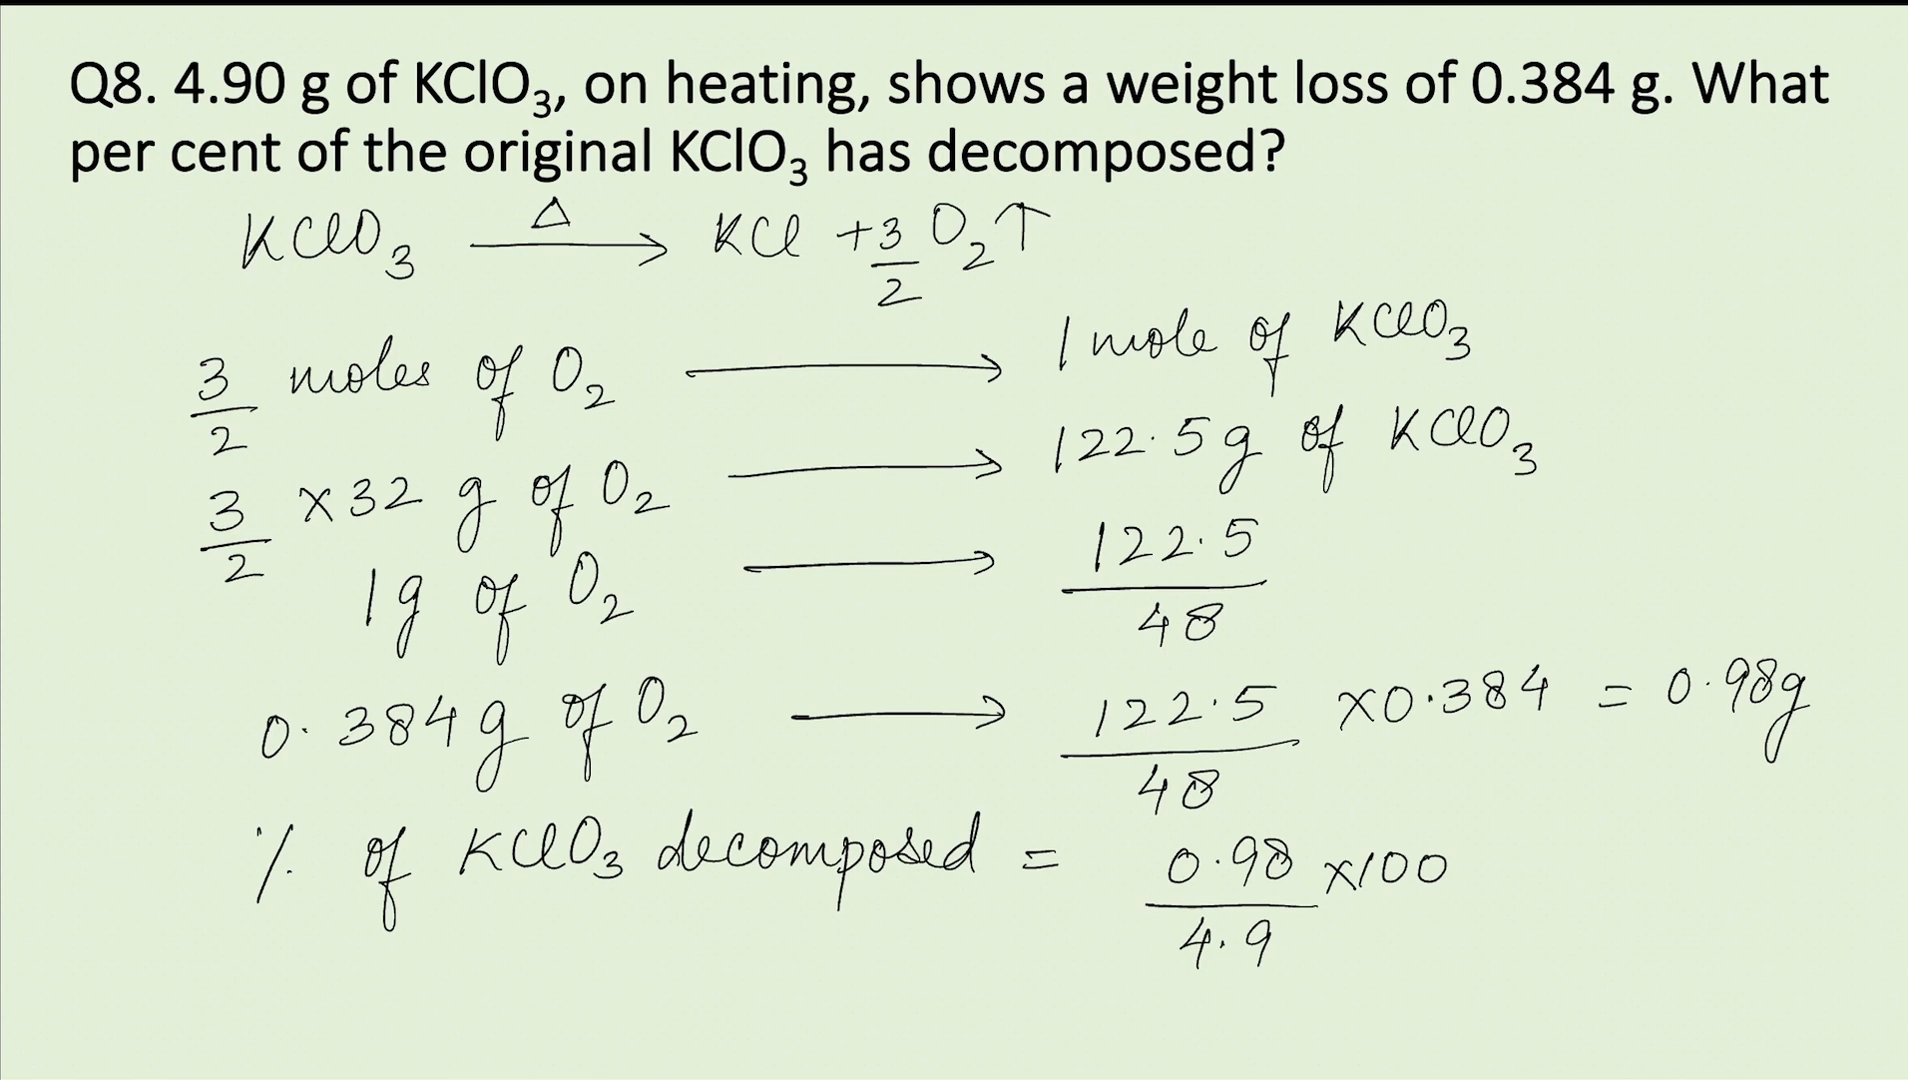 Q8. 4.90 g of KClO₃, on heating, shows a weight loss of 0.384 g. What
per cent of the original KClO₃ has decomposed?
KClO₃ —Δ→ KCl + 3/2 O₂↑
3/2 moles of O₂ → 1 mole of KClO₃
3/2 × 32 g of O₂ → 122.5 g of KClO₃
1g of O₂ → 122.5/48
0.384 g of O₂ → 122.5/48 × 0.384 = 0.98g
% of KClO₃ decomposed = 0.98/4.9 × 100